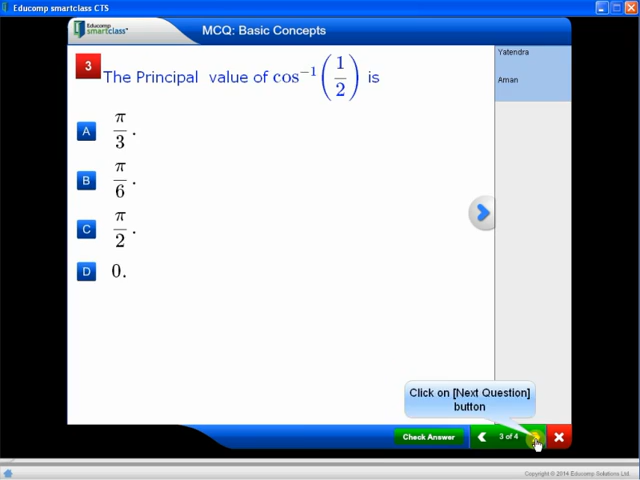 Educomp smartclass CTS
Educomp smartclass MCQ: Basic Concepts
Yatendra
Aman
3 The Principal value of cos⁻¹(1/2) is
A π/3.
B π/6.
C π/2.
D 0.
Click on [Next Question] button
Check Answer 3 of 4
Copyright © 2014 Educomp Solutions Ltd.